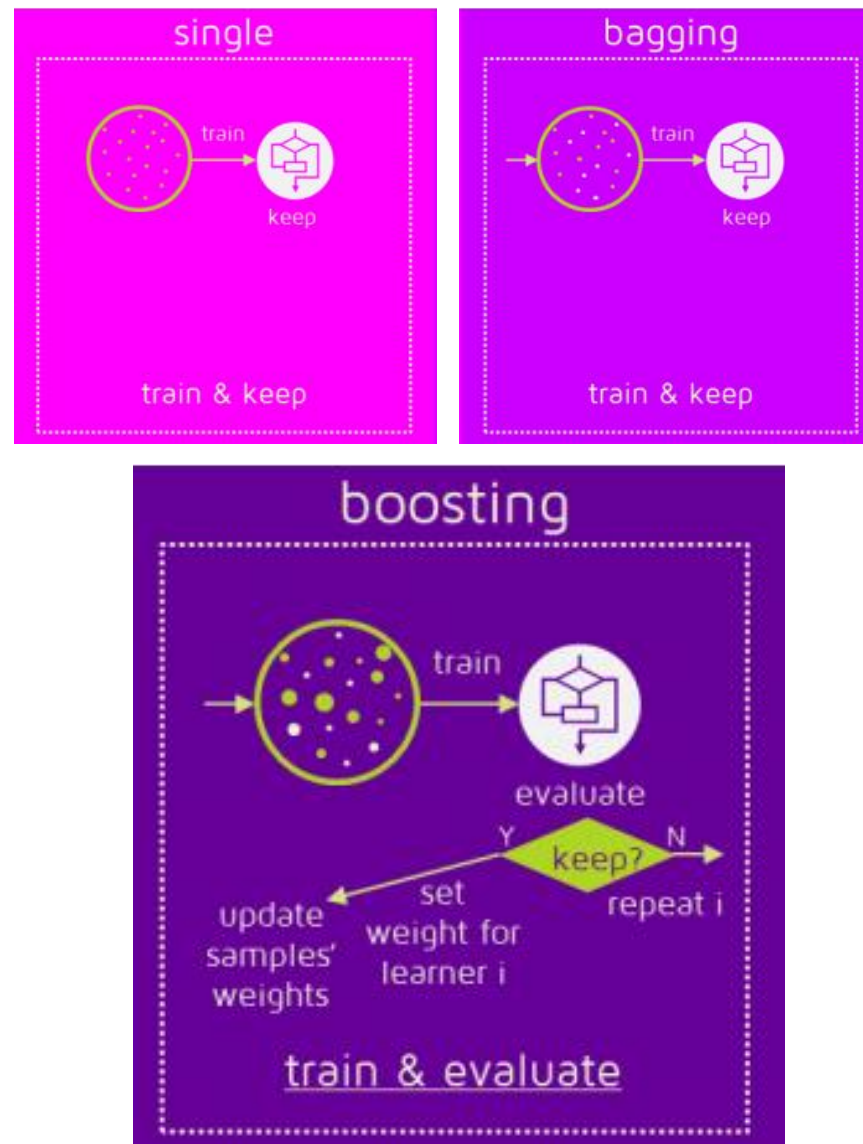 single
train
keep
train & keep
bagging
train
keep
train & keep
boosting
train
evaluate
Y
keep?
N
repeat i
set
weight for
learner i
update
samples'
weights
train & evaluate